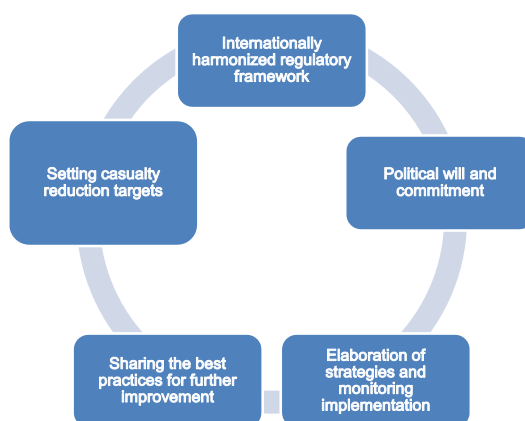 Internationally
harmonized regulatory
framework
Political will and
commitment
Elaboration of
strategies and
monitoring
implementation
Sharing the best
practices for further
improvement
Setting casualty
reduction targets